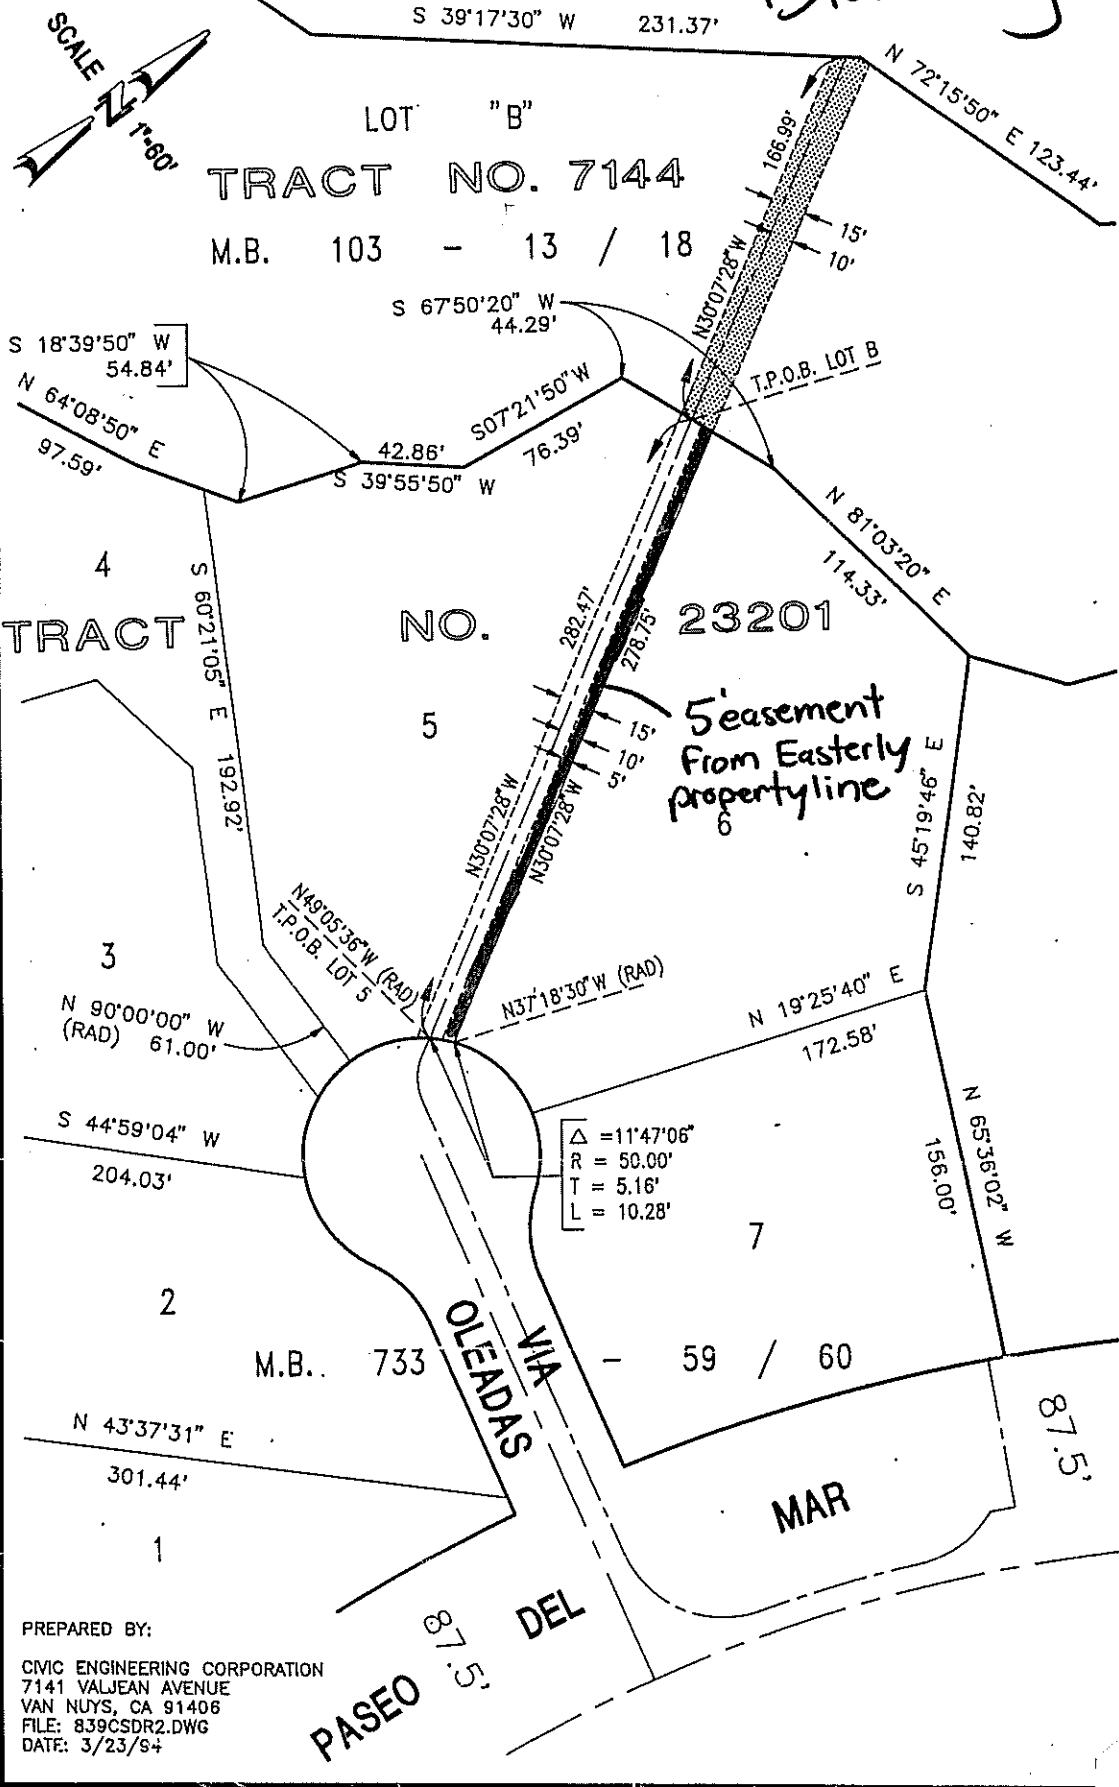 S 39°17'30" W 231.37'
SCALE
1"=60'
N
N 72°15'50" E 123.44'
LOT "B"
TRACT NO. 7144
M.B. 103 - 13 / 18
166.99'
15'
10'
N30°07'28"W
S 67°50'20" W
44.29'
S 18°39'50" W
54.84'
T.P.O.B. LOT B
N 64°08'50" E
97.59'
42.86'
S 39°55'50" W
S07°21'50"W
76.39'
N 81°03'20" E
114.33'
4
S 60°21'05" E 192.92'
TRACT NO. 23201
282.47'
278.75'
5
15'
10'
5'
5' easement
From Easterly
property line
6
N30°07'28"W
N30°07'28"W
S 45°19'46" E
140.82'
N49°05'36"W (RAD)
T.P.O.B. LOT 5
3
N 90°00'00" W
(RAD) 61.00'
N37°18'30"W (RAD)
N 19°25'40" E
172.58'
S 44°59'04" W
204.03'
Δ =11°47'06"
R = 50.00'
T = 5.16'
L = 10.28'
N 65°36'02" W
156.00'
7
2
VIA
OLEADAS
M.B. 733 - 59 / 60
N 43°37'31" E
301.44'
87.5'
1
MAR
DEL
87.5'
PASEO
PREPARED BY:
CIVIC ENGINEERING CORPORATION
7141 VALJEAN AVENUE
VAN NUYS, CA 91406
FILE: 839CSDR2.DWG
DATE: 3/23/94